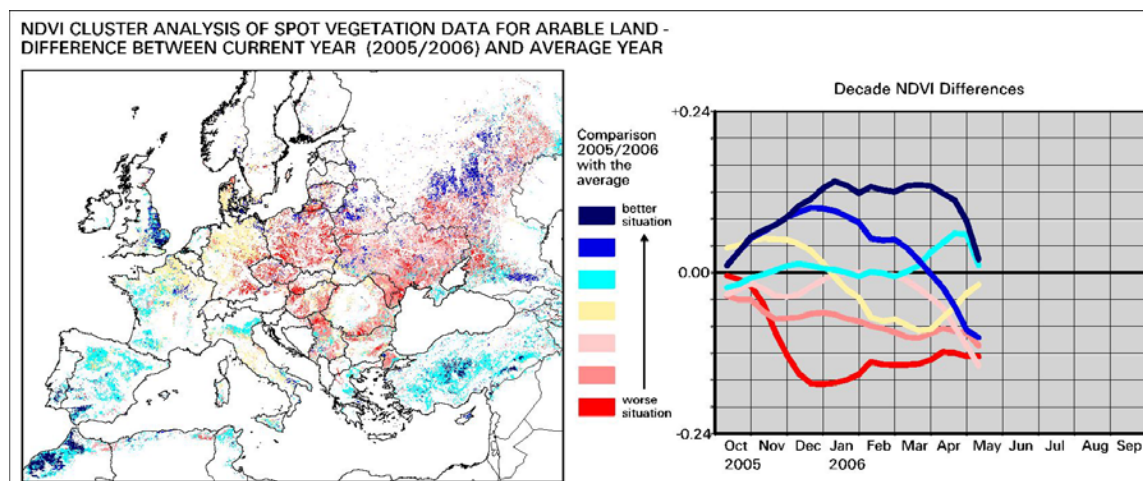 NDVI CLUSTER ANALYSIS OF SPOT VEGETATION DATA FOR ARABLE LAND -
DIFFERENCE BETWEEN CURRENT YEAR (2005/2006) AND AVERAGE YEAR
Comparison
2005/2006
with the
average
better
situation
worse
situation
Decade NDVI Differences
+0.24
0.00
-0.24
Oct Nov Dec Jan Feb Mar Apr May Jun Jul Aug Sep
2005 2006